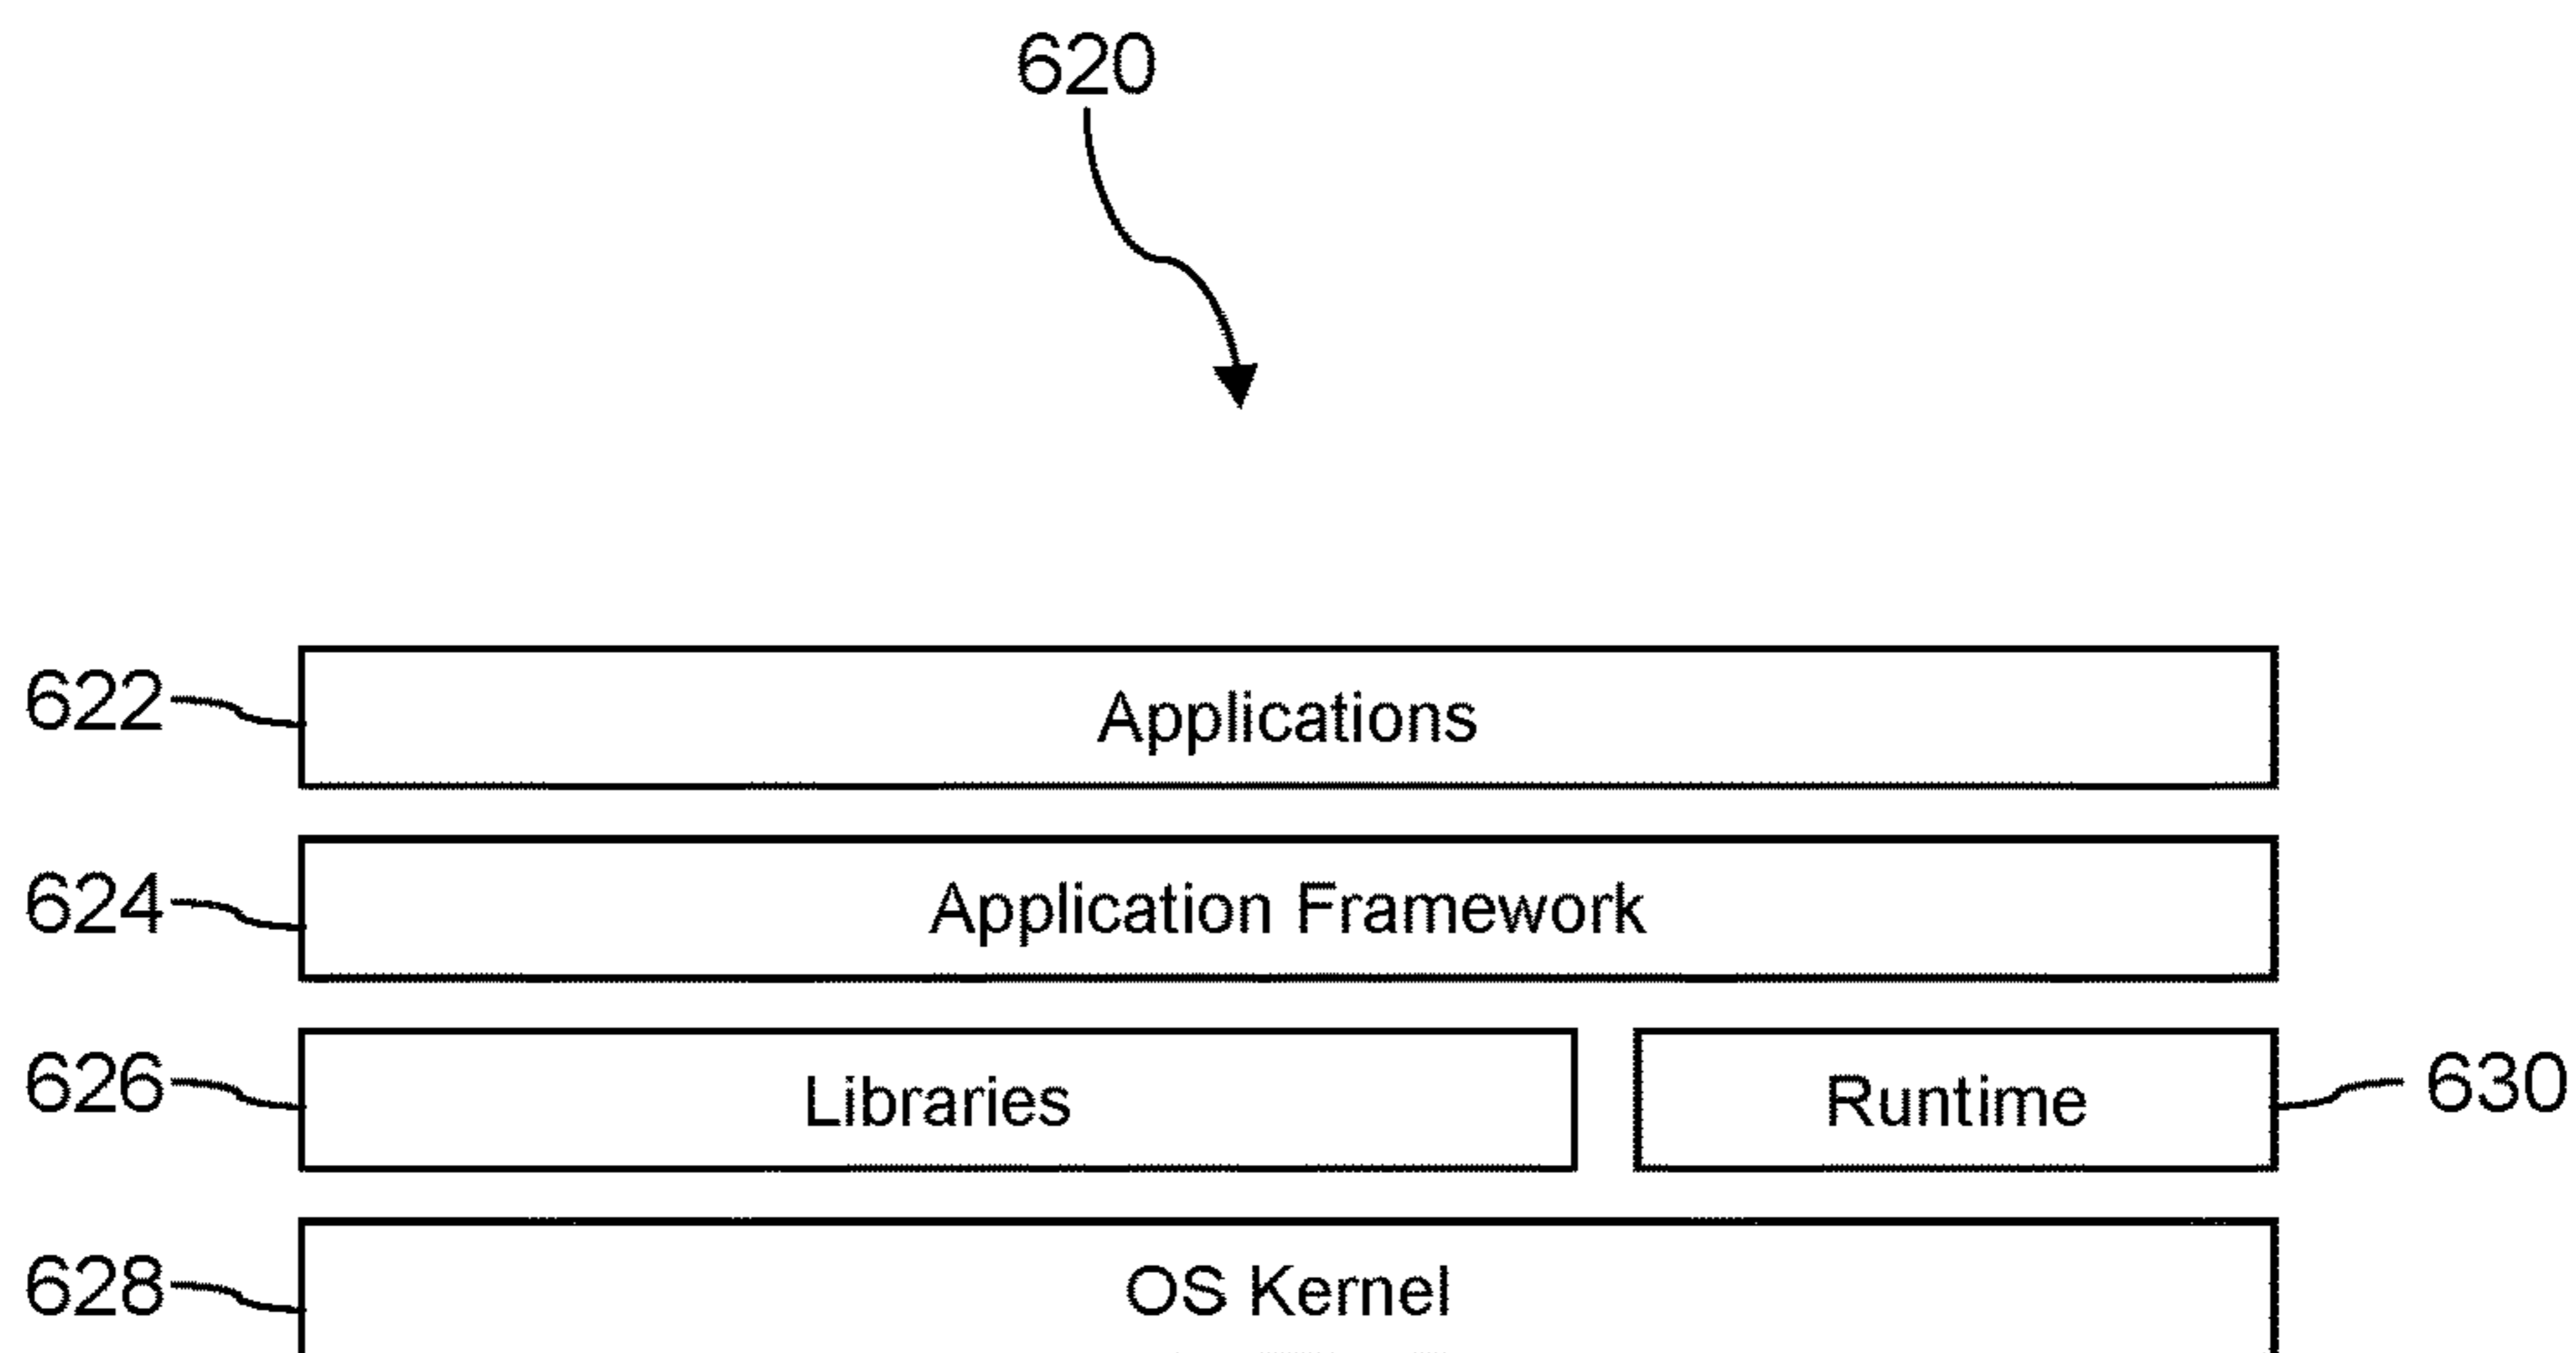 620
622 Applications
624 Application Framework
626 Libraries Runtime 630
628 OS Kernel